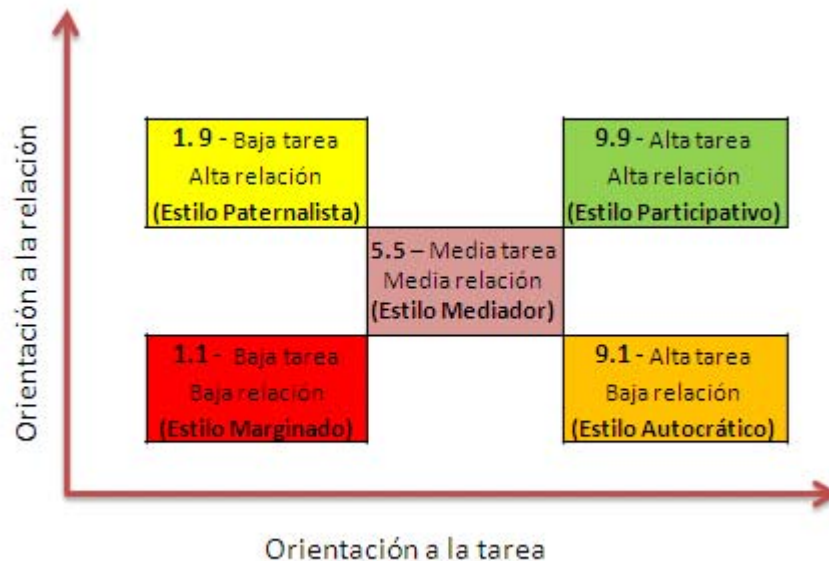 Orientación a la relación
1. 9 - Baja tarea
Alta relación
(Estilo Paternalista)
9.9 - Alta tarea
Alta relación
(Estilo Participativo)
5.5 – Media tarea
Media relación
(Estilo Mediador)
1.1 - Baja tarea
Baja relación
(Estilo Marginado)
9.1 - Alta tarea
Baja relación
(Estilo Autocrático)
Orientación a la tarea